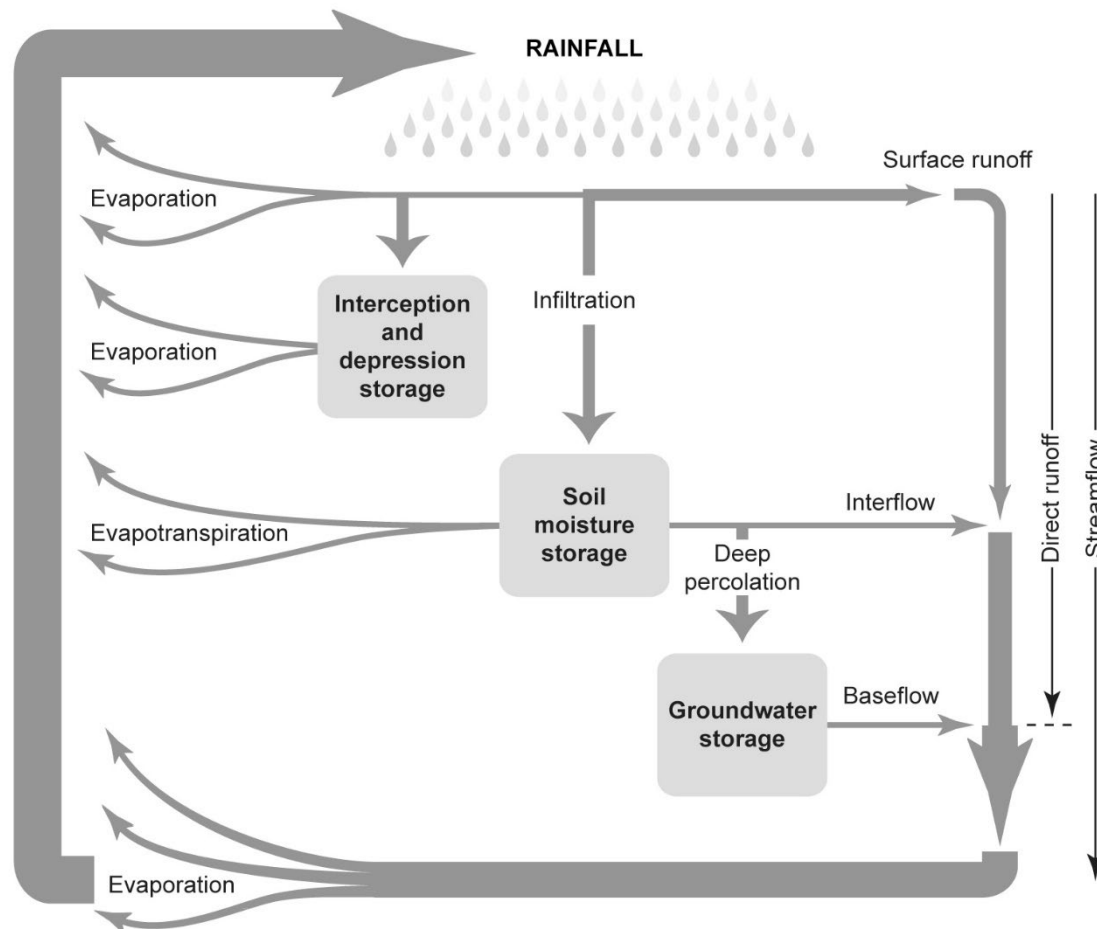 RAINFALL
Surface runoff
Evaporation
Interception
and
depression
storage
Infiltration
Evaporation
Soil
moisture
storage
Interflow
Evapotranspiration
Deep
percolation
Direct runoff
Streamflow
Groundwater
storage
Baseflow
Evaporation